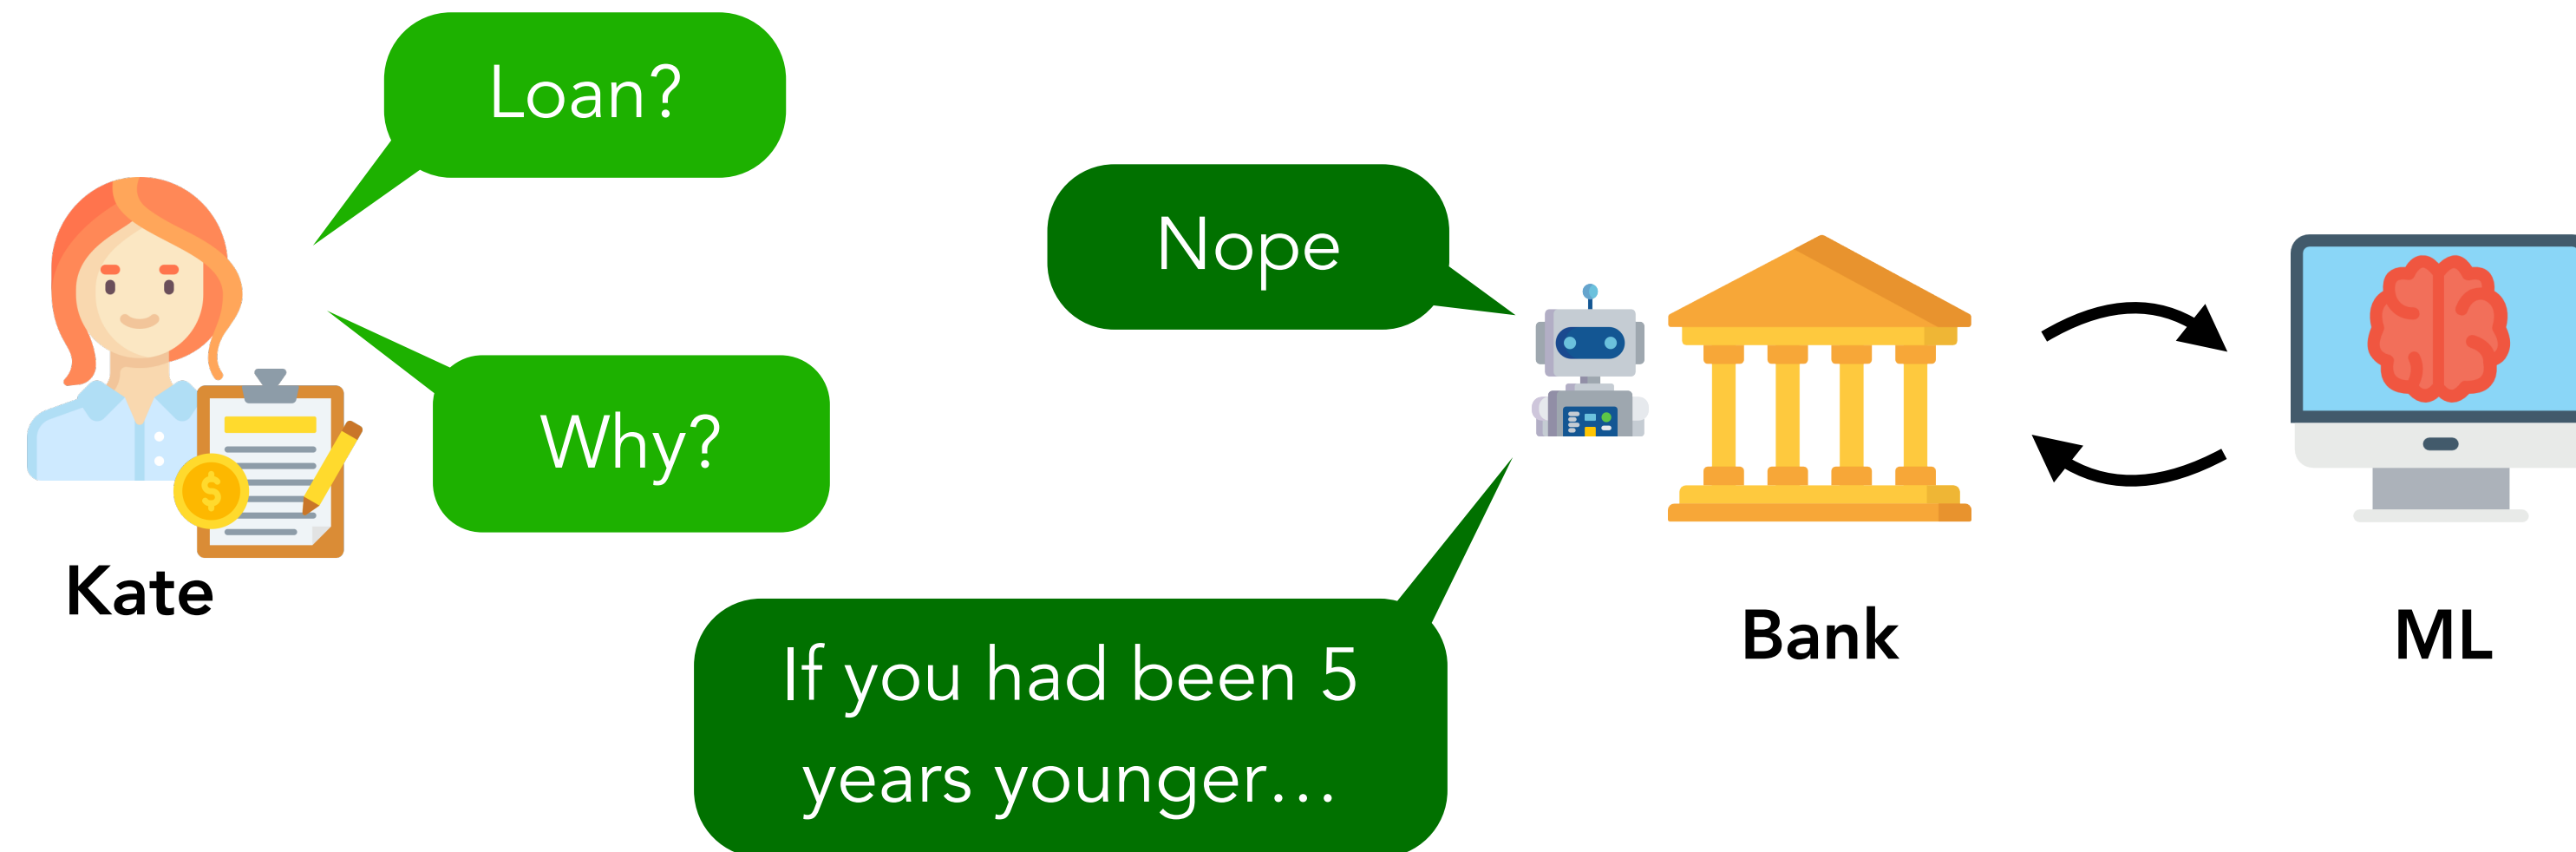 Loan?
Nope
Why?
Kate
If you had been 5
years younger...
Bank
ML